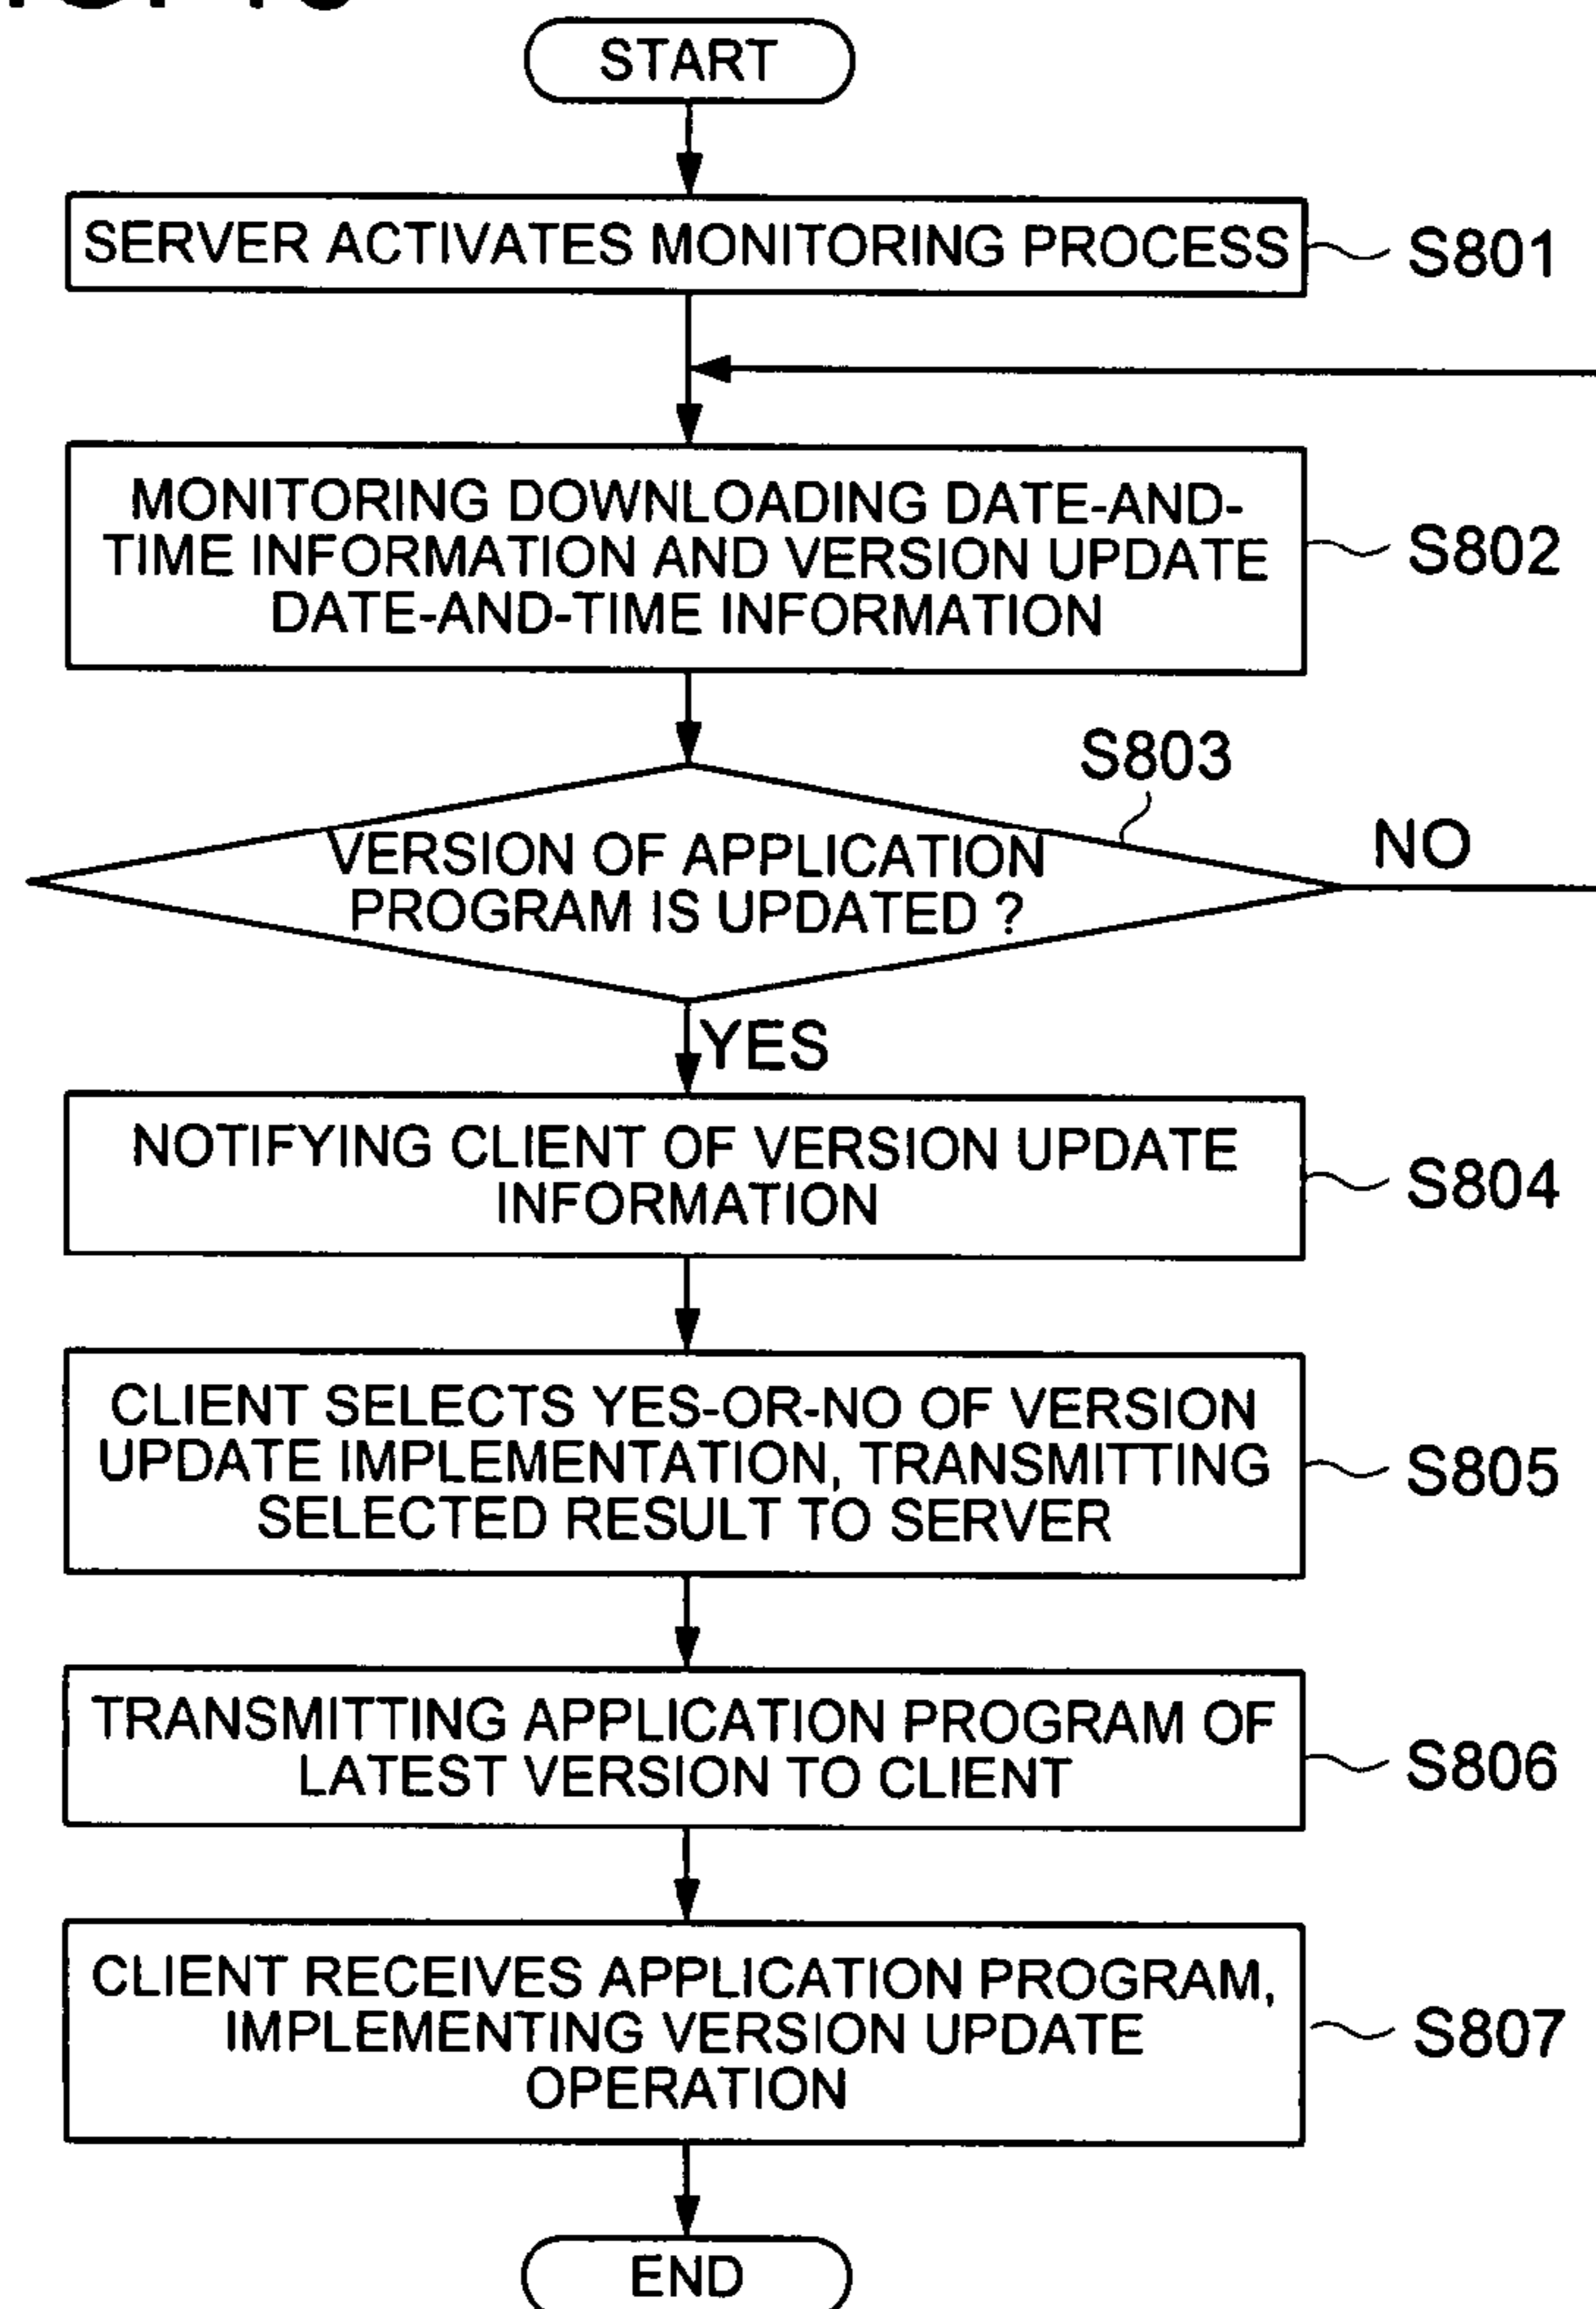 START
SERVER ACTIVATES MONITORING PROCESS
S801
MONITORING DOWNLOADING DATE-AND-
TIME INFORMATION AND VERSION UPDATE
DATE-AND-TIME INFORMATION
S802
S803
VERSION OF APPLICATION
PROGRAM IS UPDATED ?
NO
YES
NOTIFYING CLIENT OF VERSION UPDATE
INFORMATION
S804
CLIENT SELECTS YES-OR-NO OF VERSION
UPDATE IMPLEMENTATION, TRANSMITTING
SELECTED RESULT TO SERVER
S805
TRANSMITTING APPLICATION PROGRAM OF
LATEST VERSION TO CLIENT
S806
CLIENT RECEIVES APPLICATION PROGRAM,
IMPLEMENTING VERSION UPDATE
OPERATION
S807
END